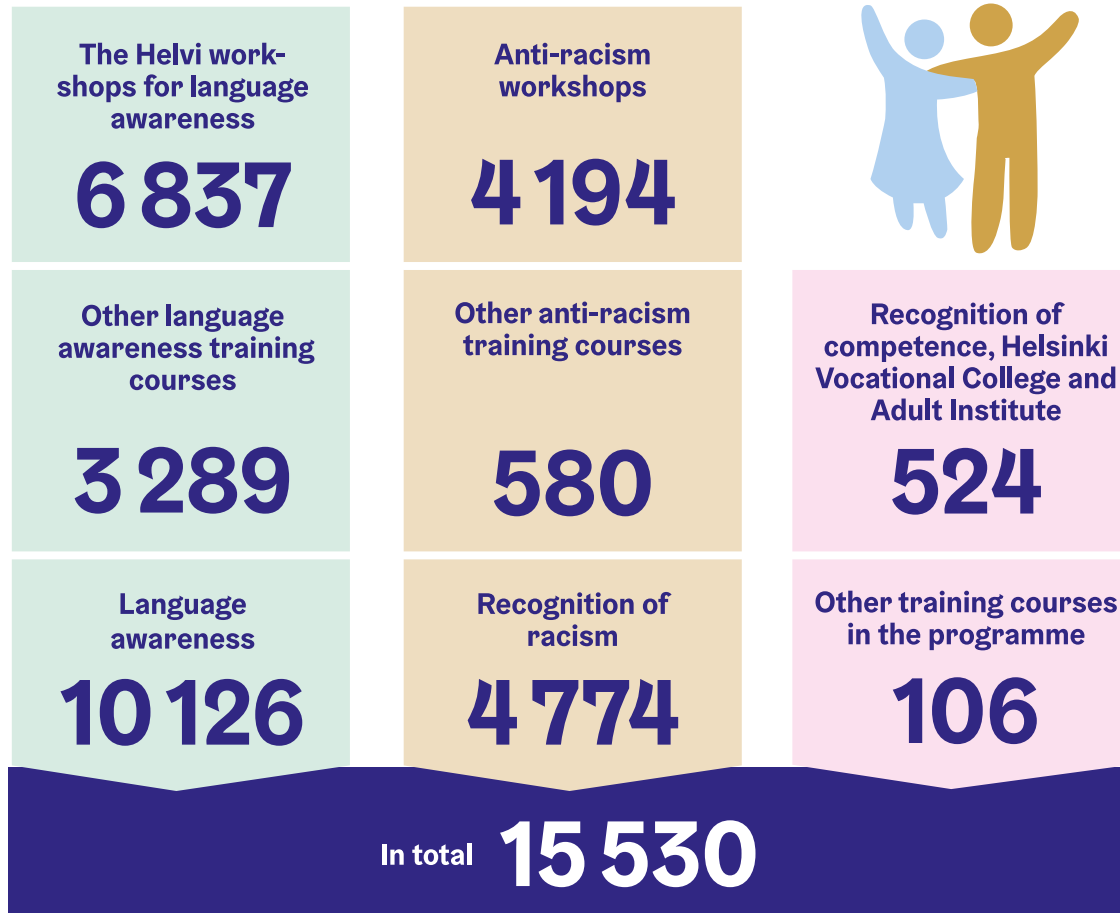 The Helvi work-
shops for language
awareness
6 837
Anti-racism
workshops
4 194
Other language
awareness training
courses
3 289
Other anti-racism
training courses
580
Recognition of
competence, Helsinki
Vocational College and
Adult Institute
524
Language
awareness
10 126
Recognition of
racism
4 774
Other training courses
in the programme
106
In total 15 530